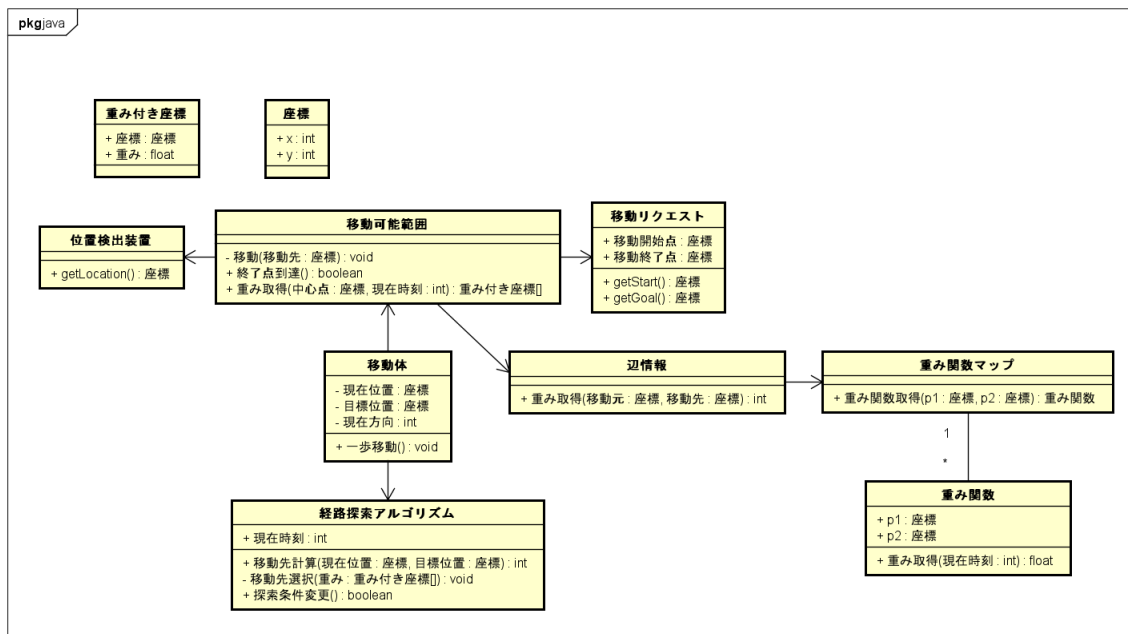 pkg java
重み付き座標
+ 座標 : 座標
+ 重み : float
座標
+ x : int
+ y : int
位置検出装置
+ getLocation() : 座標
移動可能範囲
- 移動(移動先 : 座標) : void
+ 終了点到達() : boolean
+ 重み取得(中心点 : 座標, 現在時刻 : int) : 重み付き座標[]
移動リクエスト
+ 移動開始点 : 座標
+ 移動終了点 : 座標
+ getStart() : 座標
+ getGoal() : 座標
移動体
- 現在位置 : 座標
- 目標位置 : 座標
- 現在方向 : int
+ 一歩移動() : void
辺情報
+ 重み取得(移動元 : 座標, 移動先 : 座標) : int
重み関数マップ
+ 重み関数取得(p1 : 座標, p2 : 座標) : 重み関数
1
*
重み関数
+ p1 : 座標
+ p2 : 座標
+ 重み取得(現在時刻 : int) : float
経路探索アルゴリズム
+ 現在時刻 : int
+ 移動先計算(現在位置 : 座標, 目標位置 : 座標) : int
- 移動先選択(重み : 重み付き座標[]) : void
+ 探索条件変更() : boolean